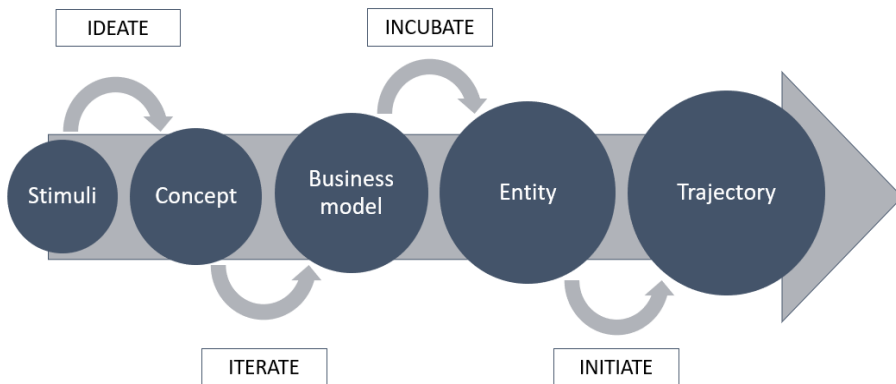 IDEATE
INCUBATE
Stimuli
Concept
Business
model
Entity
Trajectory
ITERATE
INITIATE